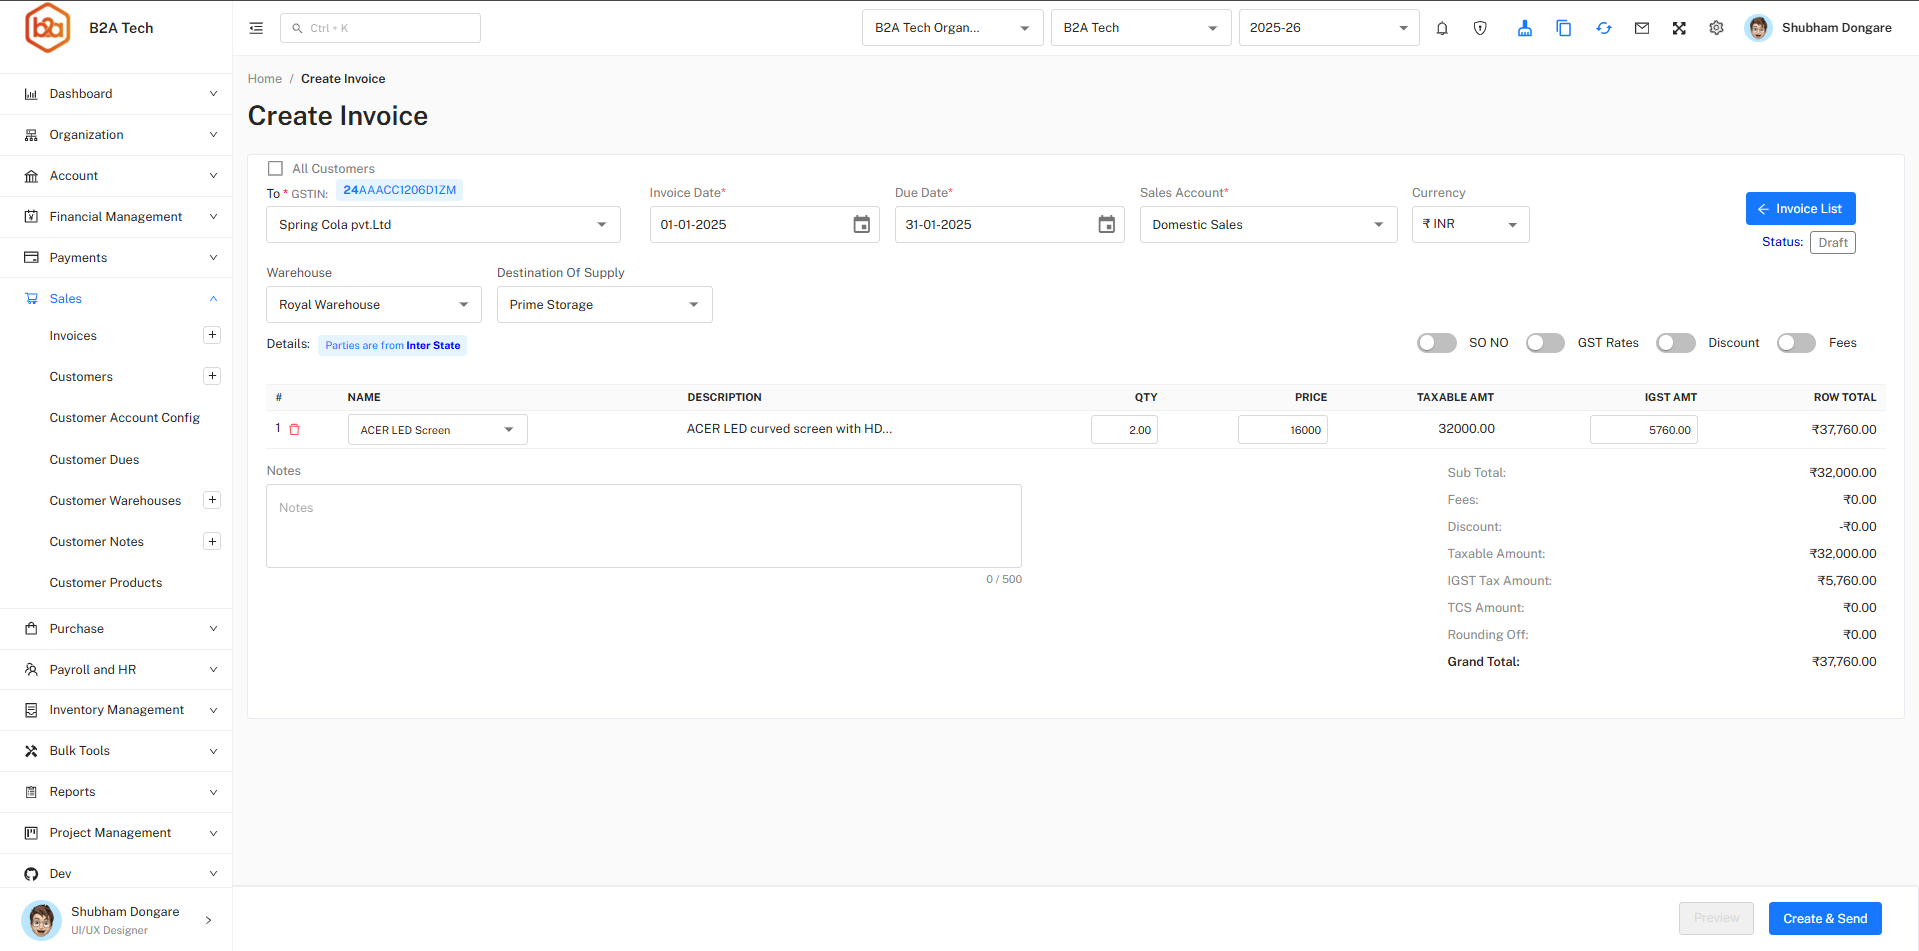 b2a
B2A Tech
Ctrl + K
B2A Tech Organ...
B2A Tech
2025-26
Shubham Dongare
Dashboard
Organization
Account
Financial Management
Payments
Sales
Invoices
Customers
Customer Account Config
Customer Dues
Customer Warehouses
Customer Notes
Customer Products
Purchase
Payroll and HR
Inventory Management
Bulk Tools
Reports
Project Management
Dev
Shubham Dongare
UI/UX Designer
Home / Create Invoice
Create Invoice
All Customers
To * GSTIN: 24AAACC1206D1ZM
Spring Cola pvt.Ltd
Invoice Date*
01-01-2025
Due Date*
31-01-2025
Sales Account*
Domestic Sales
Currency
₹ INR
Invoice List
Status: Draft
Warehouse
Royal Warehouse
Destination Of Supply
Prime Storage
Details: Parties are from Inter State
SO NO GST Rates Discount Fees
# NAME DESCRIPTION QTY PRICE TAXABLE AMT IGST AMT ROW TOTAL
1 ACER LED Screen ACER LED curved screen with HD... 2.00 16000 32000.00 5760.00 ₹37,760.00
Notes
Notes
0 / 500
Sub Total: ₹32,000.00
Fees: ₹0.00
Discount: -₹0.00
Taxable Amount: ₹32,000.00
IGST Tax Amount: ₹5,760.00
TCS Amount: ₹0.00
Rounding Off: ₹0.00
Grand Total: ₹37,760.00
Preview
Create & Send